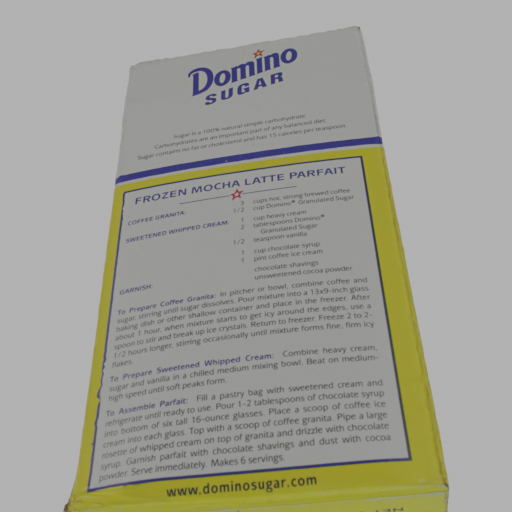 Domino
SUGAR
Sugar is a 100% natural simple carbohydrate.
Carbohydrates are an important part of any balanced diet.
Sugar contains no fat or cholesterol and has 15 calories per teaspoon
FROZEN MOCHA LATTE PARFAIT
COFFEE GRANITA: 3 cups hot, strong brewed coffee
1/2 cup Domino® Granulated Sugar
SWEETENED WHIPPED CREAM: 1 cup heavy cream
2 tablespoons Domino®
Granulated Sugar
1/2 teaspoon vanilla
1 cup chocolate syrup
1 pint coffee ice cream
GARNISH: chocolate shavings
unsweetened cocoa powder
To Prepare Coffee Granita: In pitcher or bowl, combine coffee and
sugar, stirring until sugar dissolves. Pour mixture into a 13x9-inch glass
baking dish or other shallow container and place in the freezer. After
about 1 hour, when mixture starts to get icy around the edges, use a
spoon to stir and break up ice crystals. Return to freezer. Freeze 2 to 2-
1/2 hours longer, stirring occasionally until mixture forms fine, firm icy
flakes.
To Prepare Sweetened Whipped Cream: Combine heavy cream,
sugar and vanilla in a chilled medium mixing bowl. Beat on medium-
high speed until soft peaks form.
To Assemble Parfait: Fill a pastry bag with sweetened cream and
refrigerate until ready to use. Pour 1-2 tablespoons of chocolate syrup
into bottom of six tall 16-ounce glasses. Place a scoop of coffee ice
cream into each glass. Top with a scoop of coffee granita. Pipe a large
rosette of whipped cream on top of granita and drizzle with chocolate
syrup. Garnish parfait with chocolate shavings and dust with cocoa
powder. Serve immediately. Makes 6 servings.
www.dominosugar.com